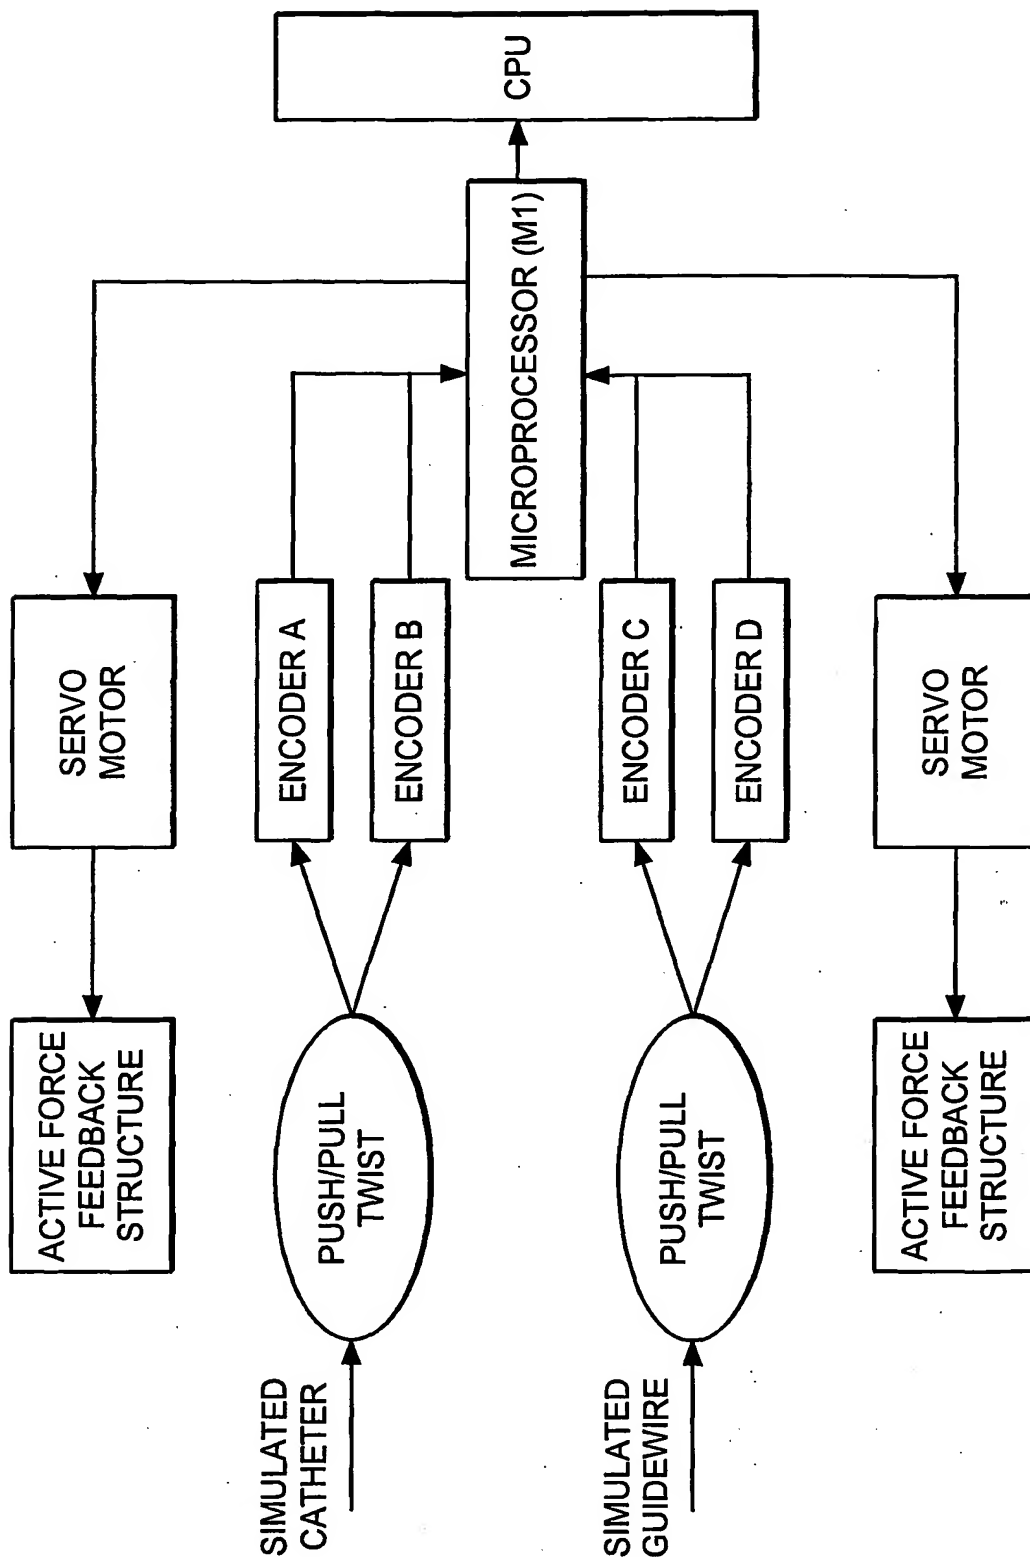 ACTIVE FORCE
FEEDBACK
STRUCTURE
SERVO
MOTOR
SIMULATED
CATHETER
PUSH/PULL
TWIST
ENCODER A
ENCODER B
MICROPROCESSOR (M1)
CPU
SIMULATED
GUIDEWIRE
PUSH/PULL
TWIST
ENCODER C
ENCODER D
ACTIVE FORCE
FEEDBACK
STRUCTURE
SERVO
MOTOR